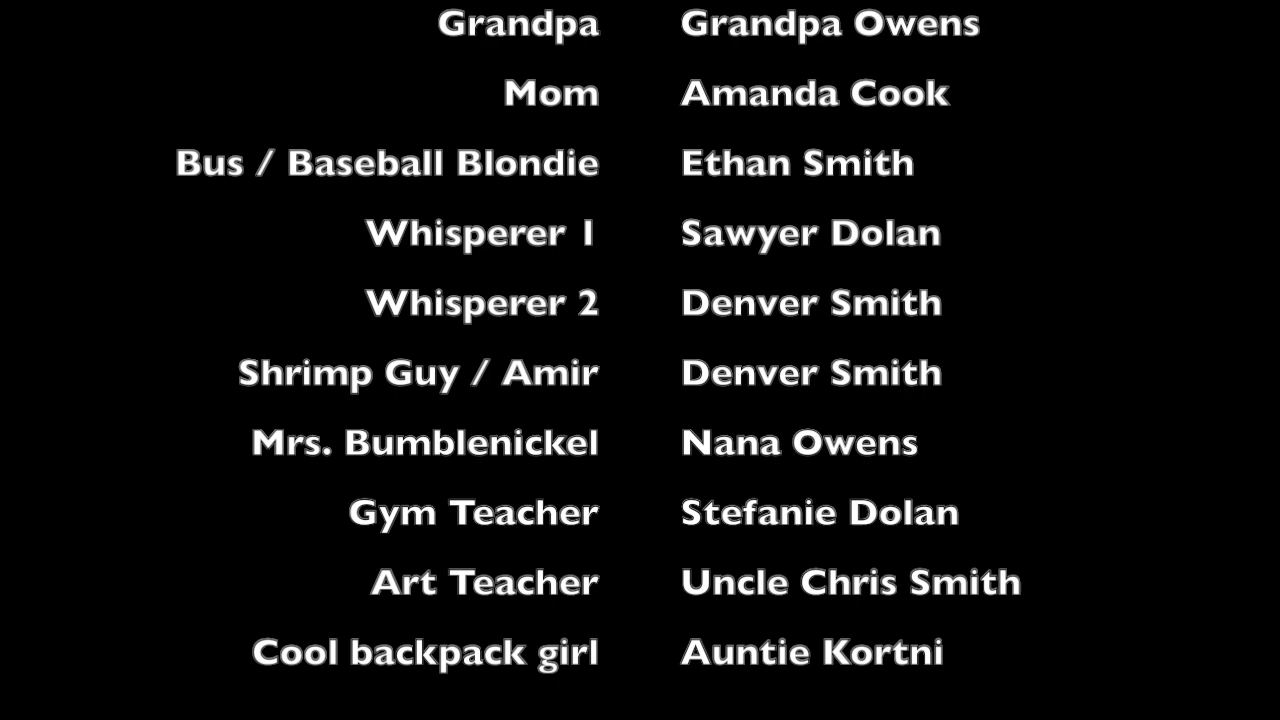 Grandpa Grandpa Owens
Mom Amanda Cook
Bus / Baseball Blondie Ethan Smith
Whisperer 1 Sawyer Dolan
Whisperer 2 Denver Smith
Shrimp Guy / Amir Denver Smith
Mrs. Bumblenickel Nana Owens
Gym Teacher Stefanie Dolan
Art Teacher Uncle Chris Smith
Cool backpack girl Auntie Kortni